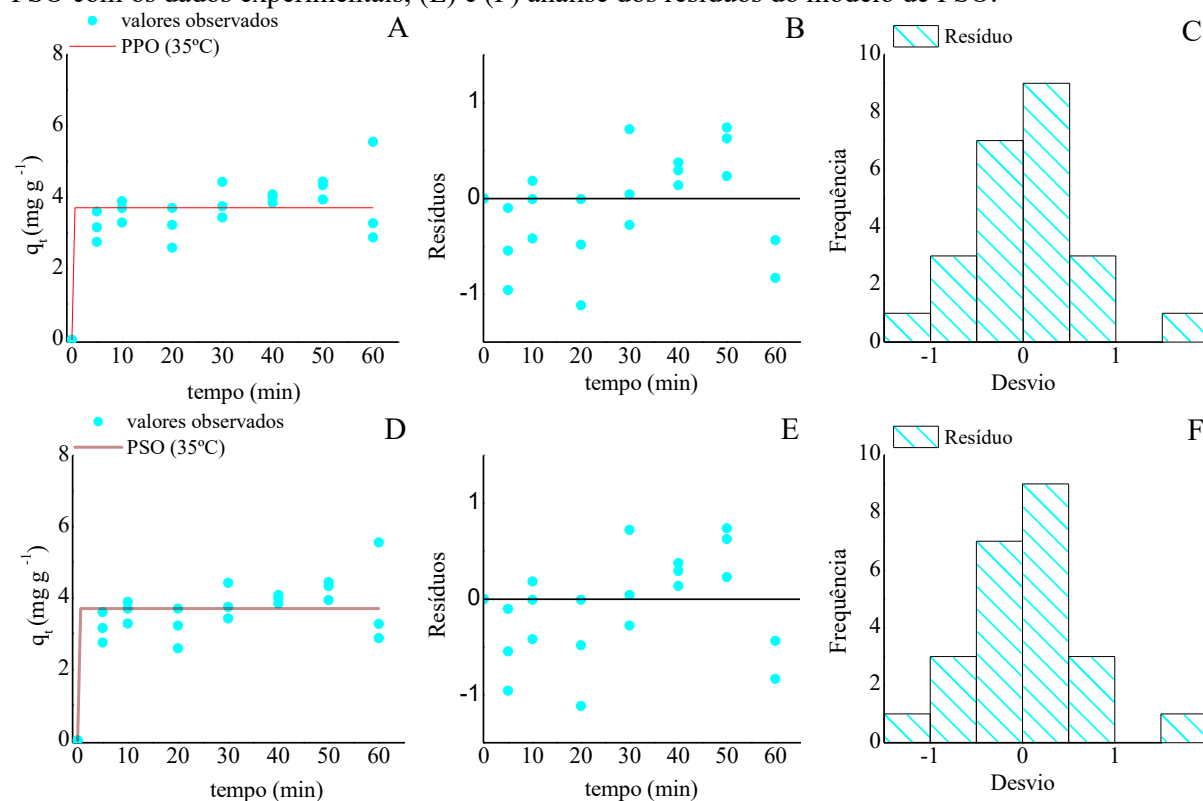 PSO com os dados experimentais; (E) e (F) análise dos resíduos do modelo de PSO.
valores observados
PPO (35ºC)
A
8
6
4
2
0
q t (mg g -1)
0 10 20 30 40 50 60
tempo (min)
B
1
0
-1
Resíduos
0 10 20 30 40 50 60
tempo (min)
Resíduo
C
10
8
6
4
2
0
Frequência
-1 0 1
Desvio
valores observados
PSO (35ºC)
D
8
6
4
2
0
q t (mg g -1)
0 10 20 30 40 50 60
tempo (min)
E
1
0
-1
Resíduos
0 10 20 30 40 50 60
tempo (min)
Resíduo
F
10
8
6
4
2
0
Frequência
-1 0 1
Desvio